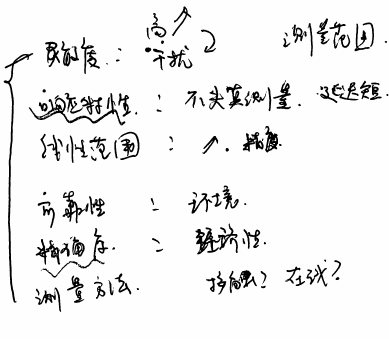 灵敏度：高↗ 干扰 测量范围
响应特性：不失真测量．延迟短
线性范围：↗．精度
可靠性：环境．
精确度．：经济性．
测量方法．接触？在线？